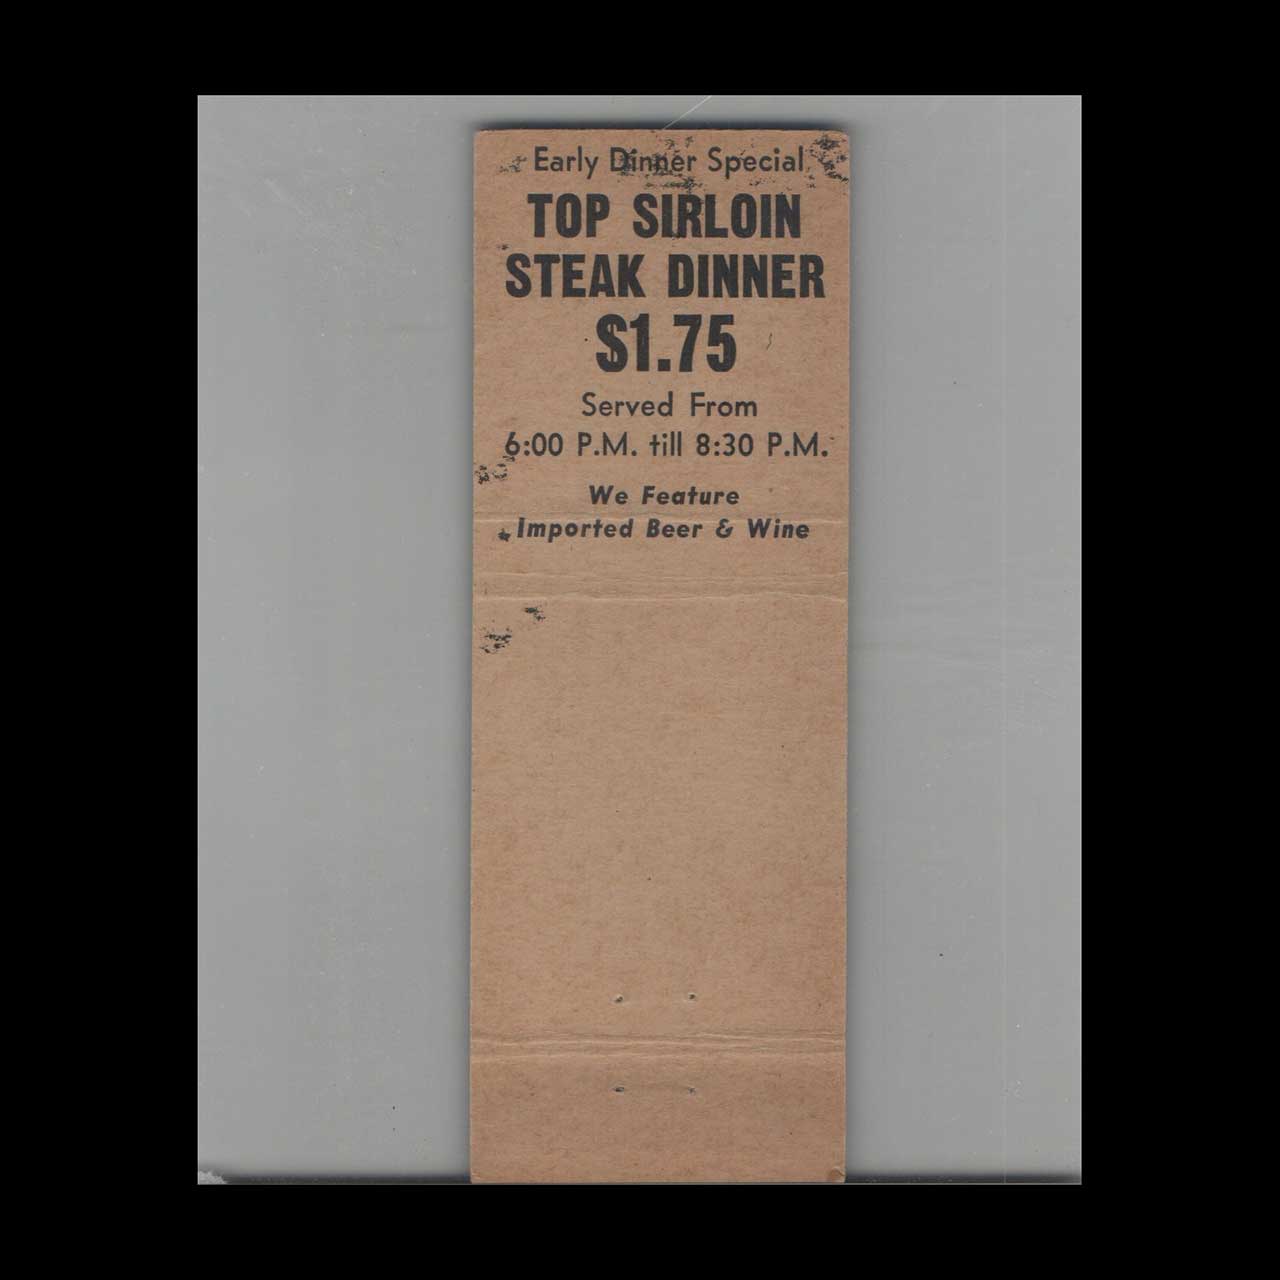 Early Dinner Special
TOP SIRLOIN
STEAK DINNER
$1.75
Served From
6:00 P.M. till 8:30 P.M.
We Feature
Imported Beer & Wine